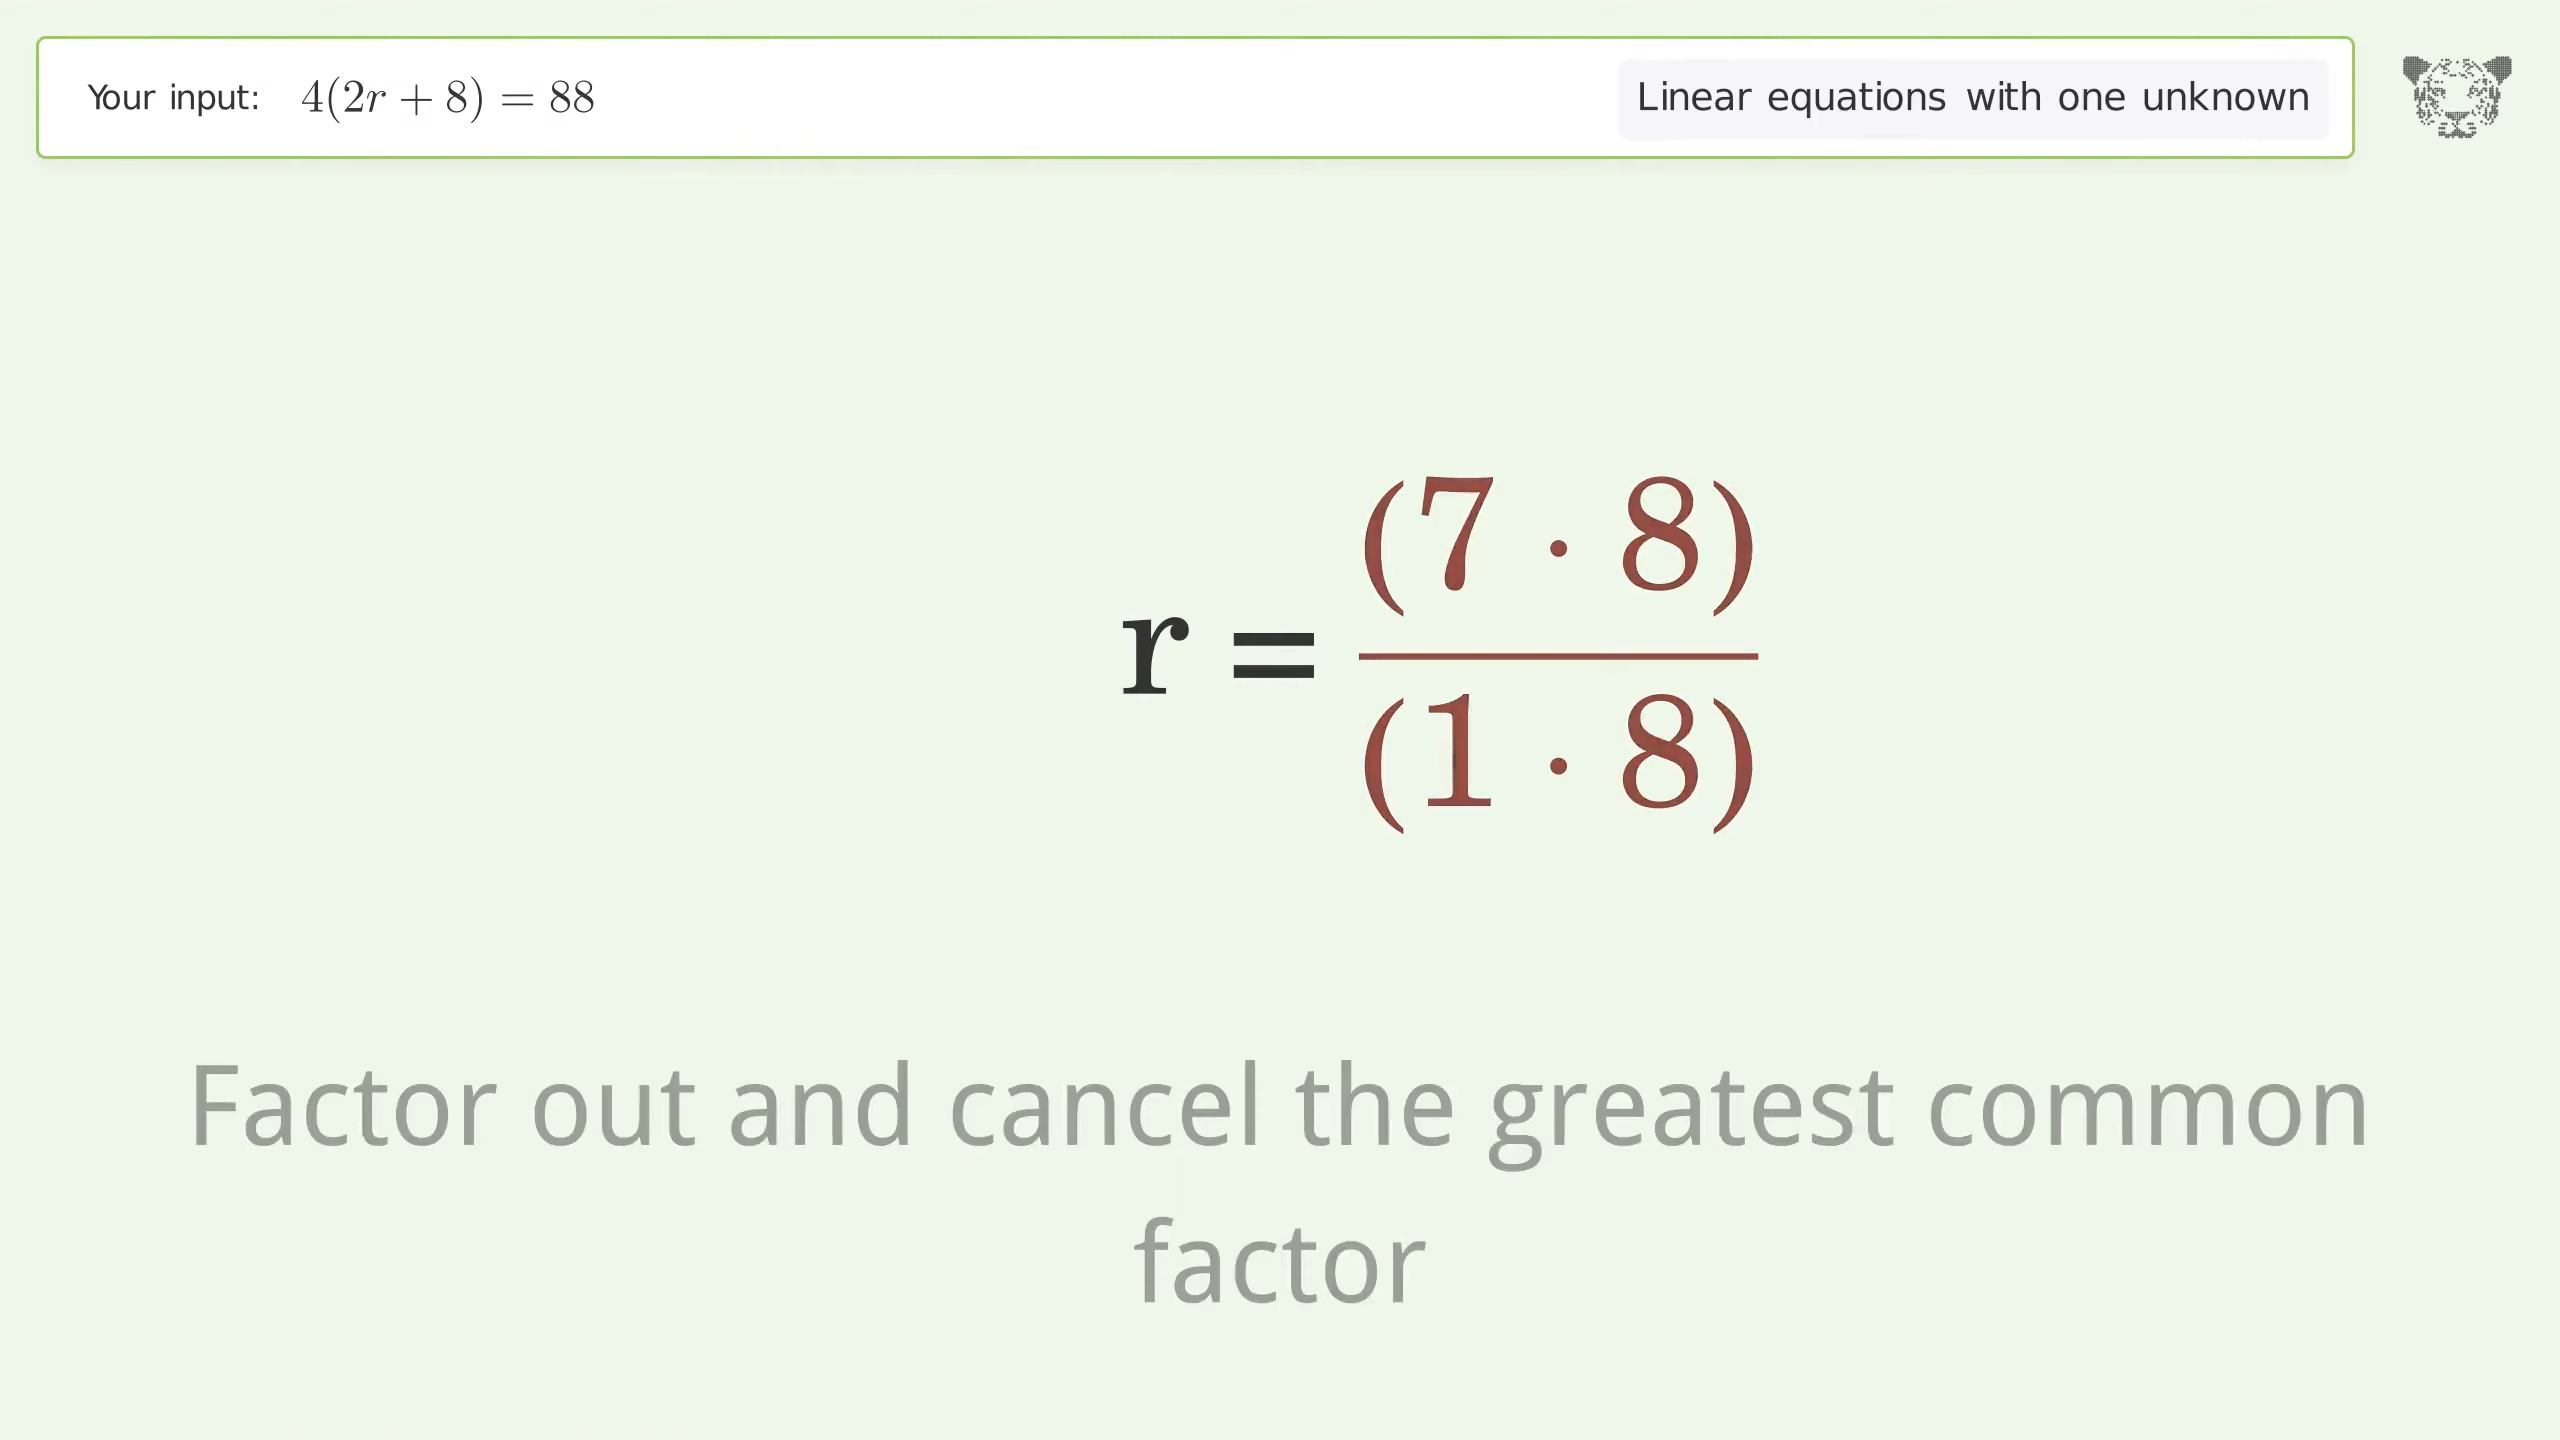 Your input: 4(2r + 8) = 88
Linear equations with one unknown
r = (7 · 8) / (1 · 8)
Factor out and cancel the greatest common
factor